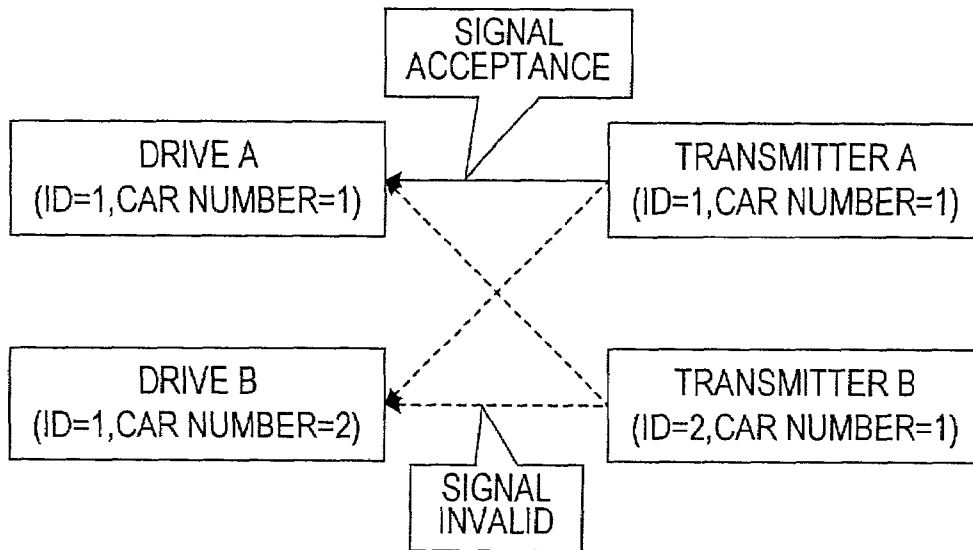 SIGNAL
ACCEPTANCE
DRIVE A
(ID=1,CAR NUMBER=1)
TRANSMITTER A
(ID=1,CAR NUMBER=1)
DRIVE B
(ID=1,CAR NUMBER=2)
TRANSMITTER B
(ID=2,CAR NUMBER=1)
SIGNAL
INVALID